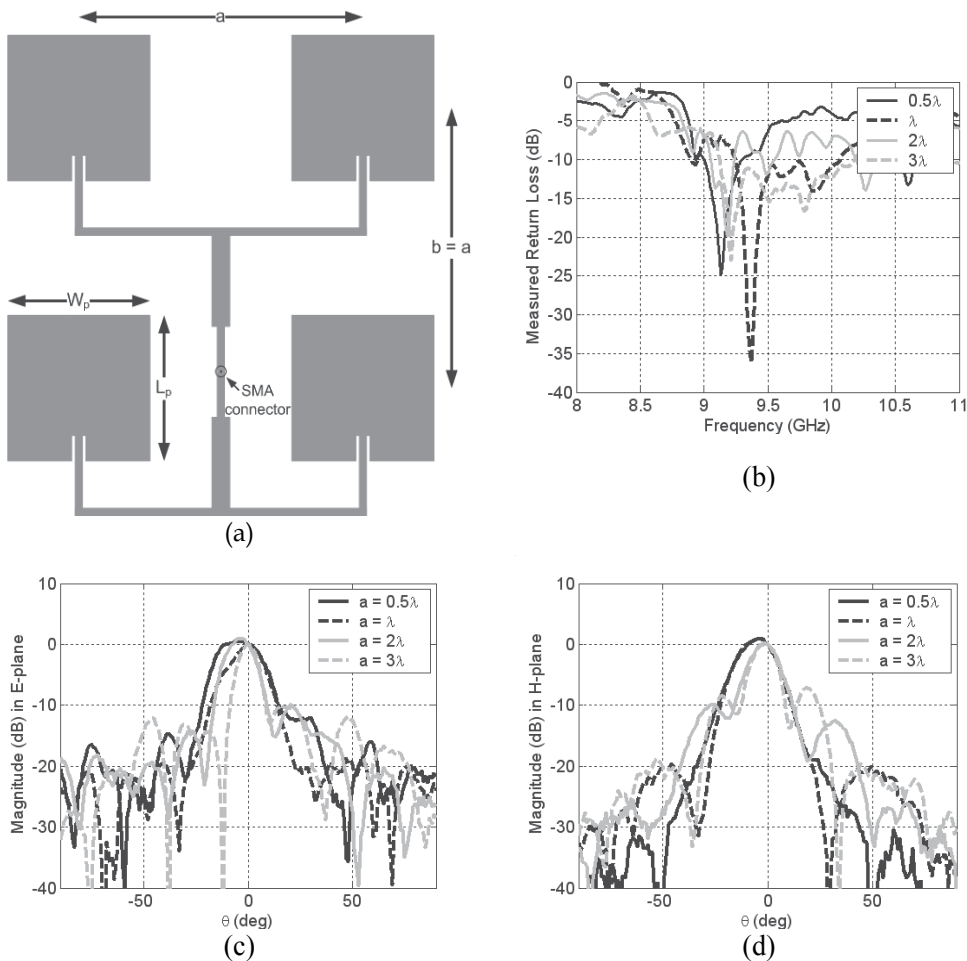 a
b = a
Wp
Lp
SMA
connector
(a)
0
-5
-10
-15
-20
-25
-30
-35
-40
8
8.5
9
9.5
10
10.5
11
Measured Return Loss (dB)
Frequency (GHz)
0.5λ
λ
2λ
3λ
(b)
10
0
-10
-20
-30
-40
-50
0
50
Magnitude (dB) in E-plane
θ (deg)
a = 0.5λ
a = λ
a = 2λ
a = 3λ
(c)
10
0
-10
-20
-30
-40
-50
0
50
Magnitude (dB) in H-plane
θ (deg)
a = 0.5λ
a = λ
a = 2λ
a = 3λ
(d)